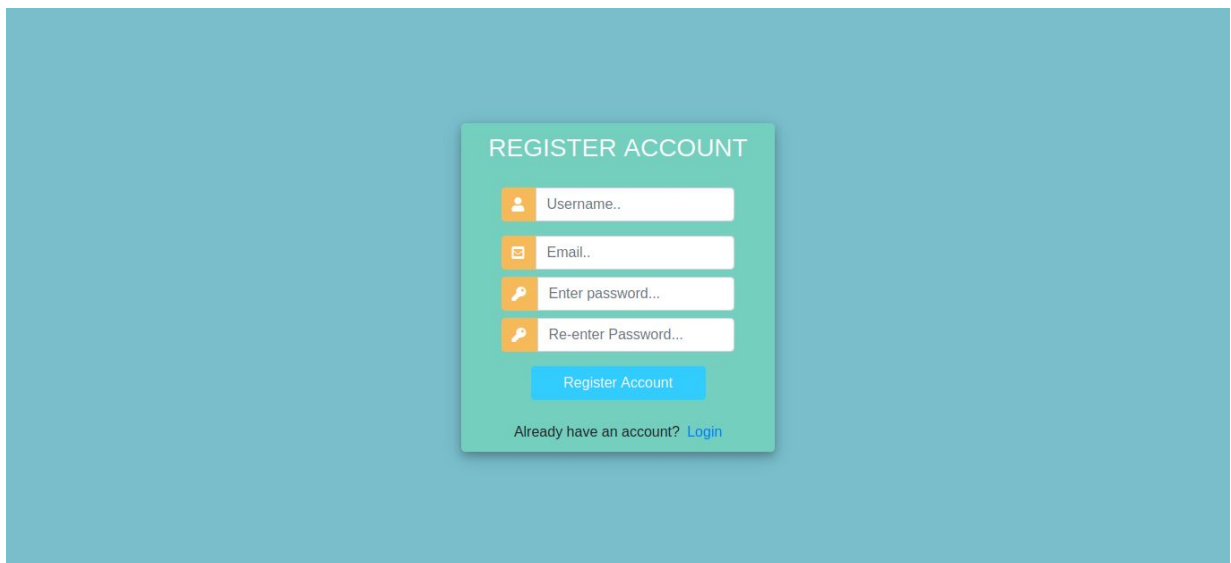 REGISTER ACCOUNT
Username..
Email..
Enter password...
Re-enter Password...
Register Account
Already have an account? Login